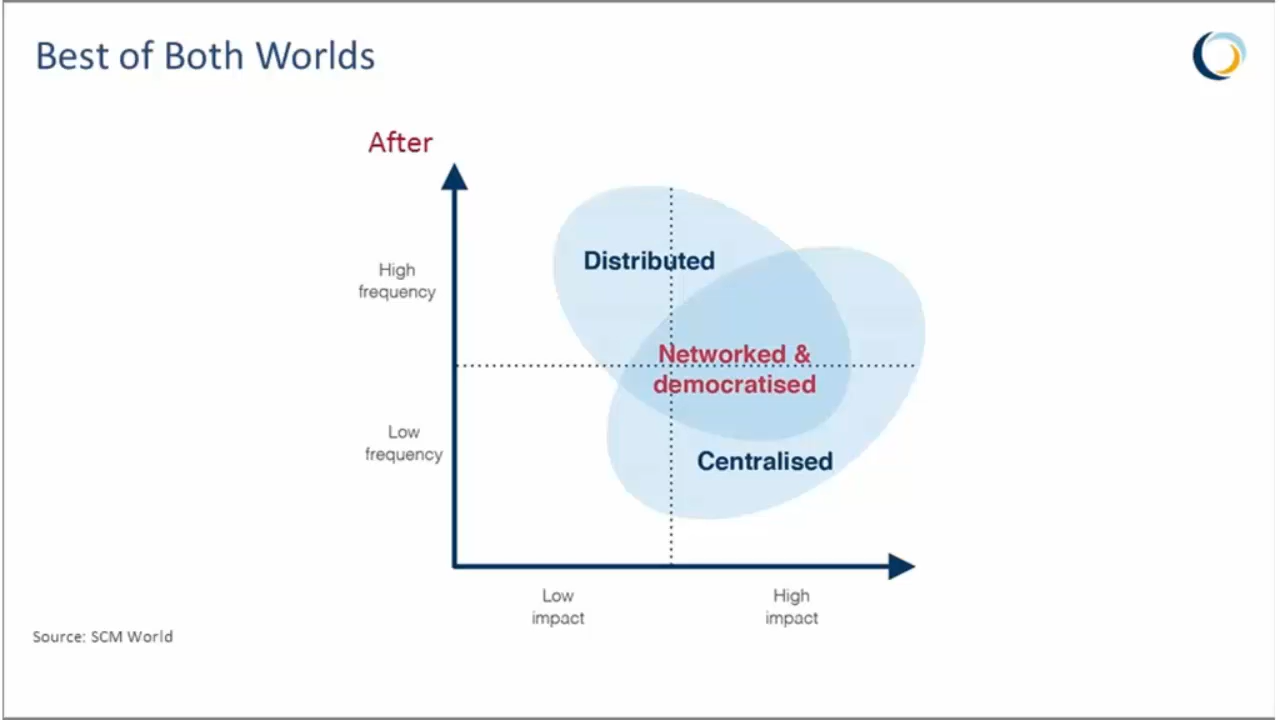 Best of Both Worlds
After
High
frequency
Distributed
Networked &
democratised
Low
frequency
Centralised
Low
impact
High
impact
Source: SCM World